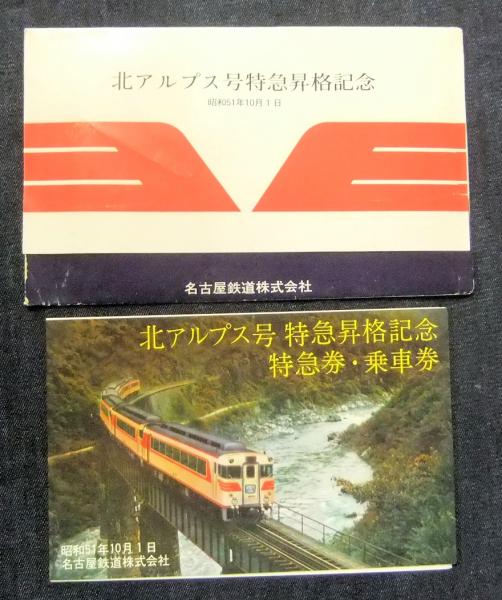 北アルプス号特急昇格記念
昭和51年10月1日
名古屋鉄道株式会社
北アルプス号 特急昇格記念
特急券・乗車券
昭和51年10月1日
名古屋鉄道株式会社